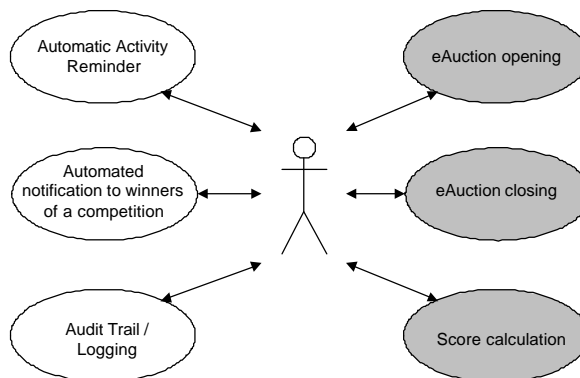 Automatic Activity
Reminder
eAuction opening
Automated
notification to winners
of a competition
eAuction closing
Audit Trail /
Logging
Score calculation